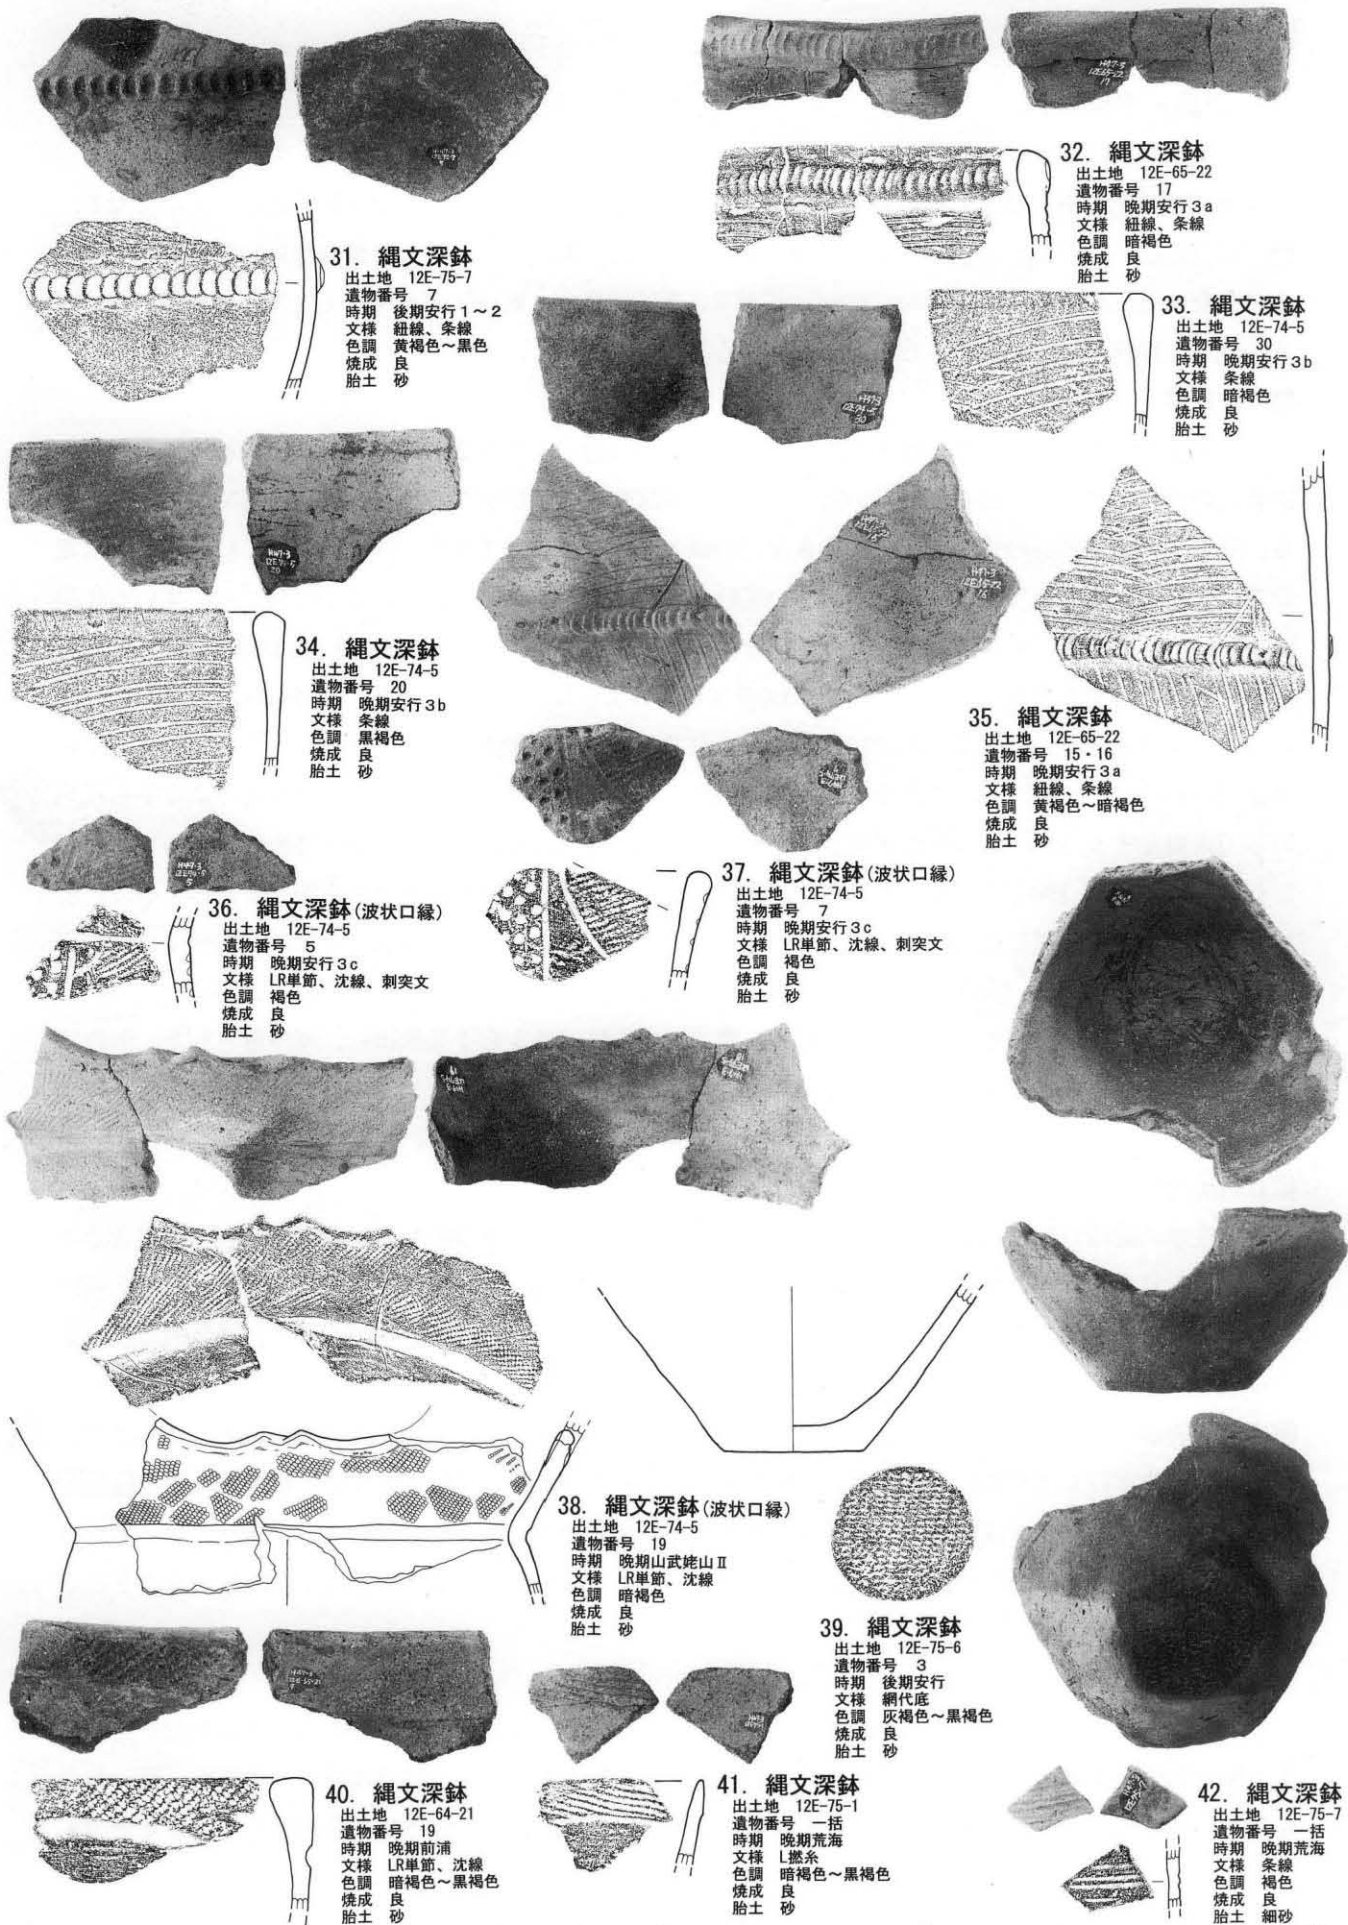 31. 縄文深鉢
出土地 12E-75-7
遺物番号 7
時期 後期安行1~2
文様 紐線、条線
色調 黄褐色~黒色
焼成 良
胎土 砂
32. 縄文深鉢
出土地 12E-65-22
遺物番号 17
時期 晩期安行3a
文様 紐線、条線
色調 暗褐色
焼成 良
胎土 砂
33. 縄文深鉢
出土地 12E-74-5
遺物番号 30
時期 晩期安行3b
文様 条線
色調 暗褐色
焼成 良
胎土 砂
34. 縄文深鉢
出土地 12E-74-5
遺物番号 20
時期 晩期安行3b
文様 条線
色調 黒褐色
焼成 良
胎土 砂
35. 縄文深鉢
出土地 12E-65-22
遺物番号 15・16
時期 晩期安行3a
文様 紐線、条線
色調 黄褐色~暗褐色
焼成 良
胎土 砂
36. 縄文深鉢(波状口縁)
出土地 12E-74-5
遺物番号 5
時期 晩期安行3c
文様 LR単節、沈線、刺突文
色調 褐色
焼成 良
胎土 砂
37. 縄文深鉢(波状口縁)
出土地 12E-74-5
遺物番号 7
時期 晩期安行3c
文様 LR単節、沈線、刺突文
色調 褐色
焼成 良
胎土 砂
38. 縄文深鉢(波状口縁)
出土地 12E-74-5
遺物番号 19
時期 晩期山武姥山Ⅱ
文様 LR単節、沈線
色調 暗褐色
焼成 良
胎土 砂
39. 縄文深鉢
出土地 12E-75-6
遺物番号 3
時期 後期安行
文様 網代底
色調 灰褐色~黒褐色
焼成 良
胎土 砂
40. 縄文深鉢
出土地 12E-64-21
遺物番号 19
時期 晩期前浦
文様 LR単節、沈線
色調 暗褐色~黒褐色
焼成 良
胎土 砂
41. 縄文深鉢
出土地 12E-75-1
遺物番号 一括
時期 晩期荒海
文様 L撚糸
色調 暗褐色~黒褐色
焼成 良
胎土 砂
42. 縄文深鉢
出土地 12E-75-7
遺物番号 一括
時期 晩期荒海
文様 条線
色調 褐色
焼成 良
胎土 細砂